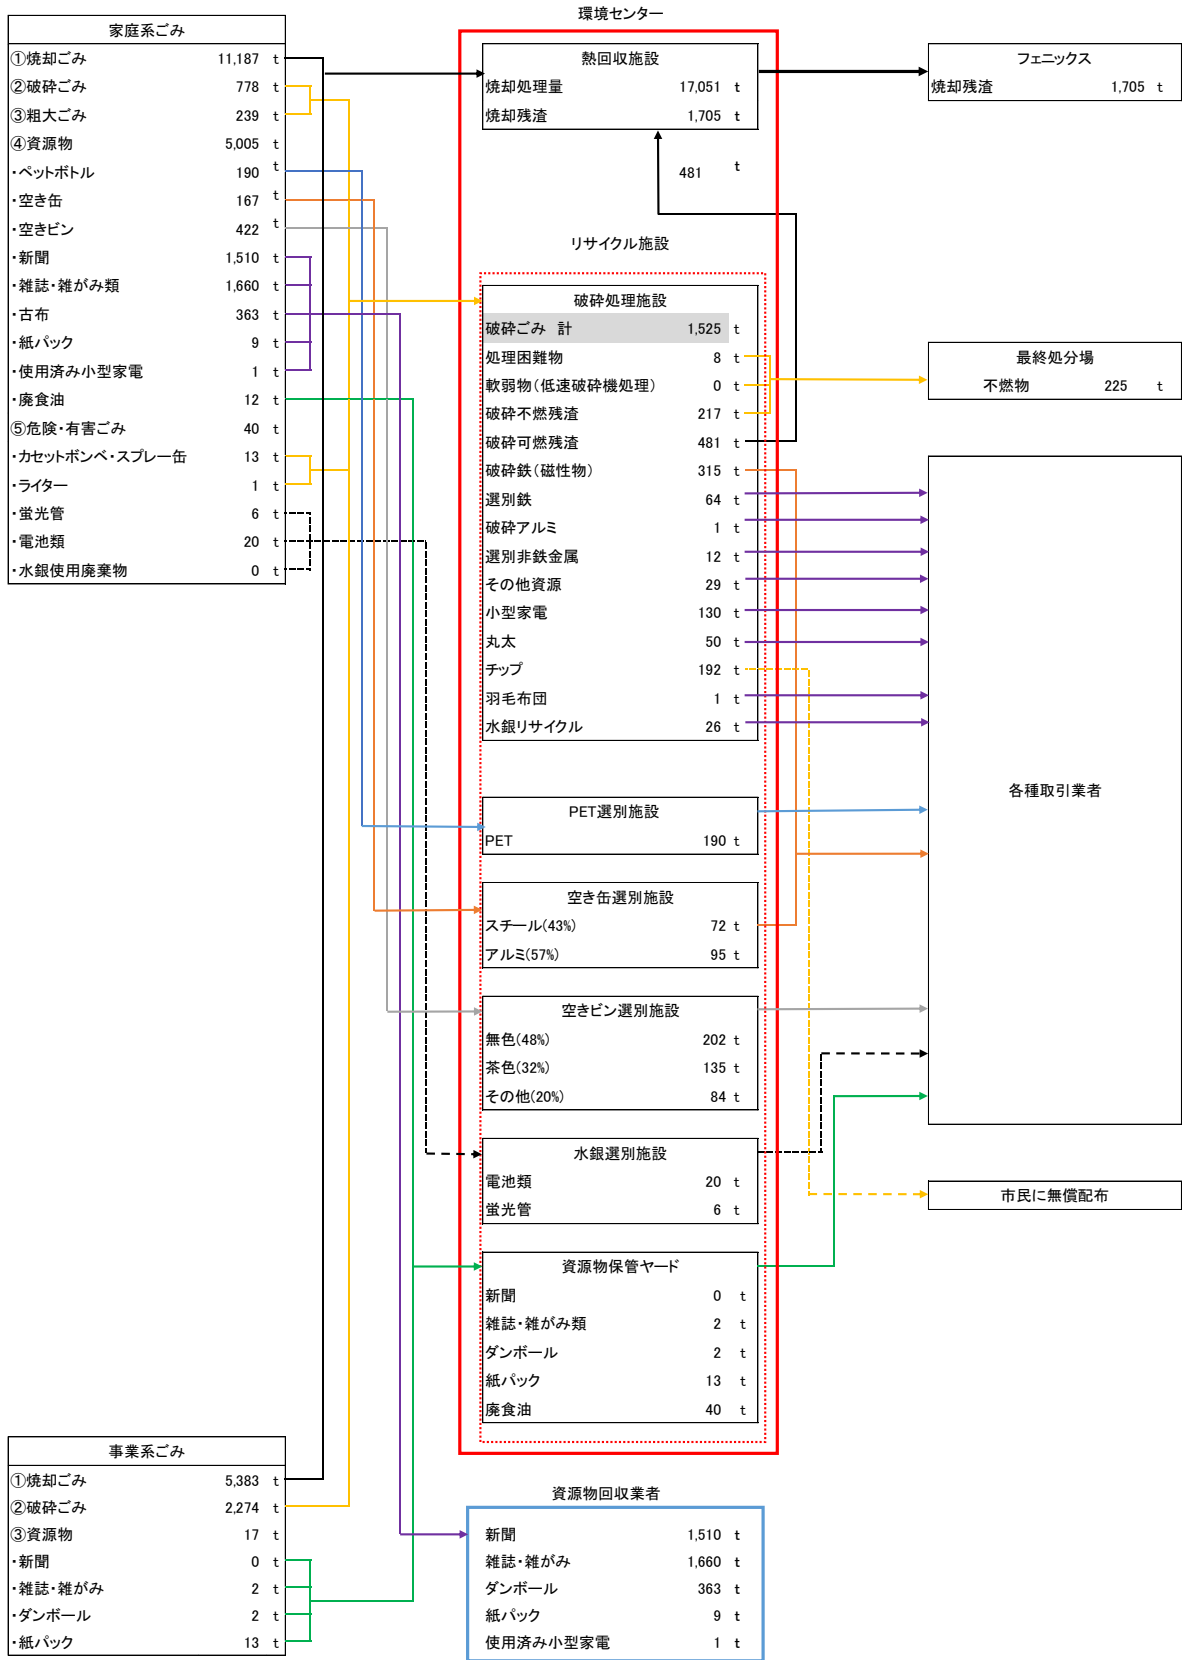 環境センター
家庭系ごみ
①焼却ごみ 11,187 t
②破砕ごみ 778 t
③粗大ごみ 239 t
④資源物 5,005 t
・ペットボトル 190 t
・空き缶 167 t
・空きビン 422 t
・新聞 1,510 t
・雑誌・雑がみ類 1,660 t
・古布 363 t
・紙パック 9 t
・使用済み小型家電 1 t
・廃食油 12 t
⑤危険・有害ごみ 40 t
・カセットボンベ・スプレー缶 13 t
・ライター 1 t
・蛍光管 6 t
・電池類 20 t
・水銀使用廃棄物 0 t
事業系ごみ
①焼却ごみ 5,383 t
②破砕ごみ 2,274 t
③資源物 17 t
・新聞 0 t
・雑誌・雑がみ 2 t
・ダンボール 2 t
・紙パック 13 t
熱回収施設
焼却処理量 17,051 t
焼却残渣 1,705 t
481 t
リサイクル施設
破砕処理施設
破砕ごみ 計 1,525 t
処理困難物 8 t
軟弱物(低速破砕機処理) 0 t
破砕不燃残渣 217 t
破砕可燃残渣 481 t
破砕鉄(磁性物) 315 t
選別鉄 64 t
破砕アルミ 1 t
選別非鉄金属 12 t
その他資源 29 t
小型家電 130 t
丸太 50 t
チップ 192 t
羽毛布団 1 t
水銀リサイクル 26 t
PET選別施設
PET 190 t
空き缶選別施設
スチール(43%) 72 t
アルミ(57%) 95 t
空きビン選別施設
無色(48%) 202 t
茶色(32%) 135 t
その他(20%) 84 t
水銀選別施設
電池類 20 t
蛍光管 6 t
資源物保管ヤード
新聞 0 t
雑誌・雑がみ類 2 t
ダンボール 2 t
紙パック 13 t
廃食油 40 t
資源物回収業者
新聞 1,510 t
雑誌・雑がみ 1,660 t
ダンボール 363 t
紙パック 9 t
使用済み小型家電 1 t
フェニックス
焼却残渣 1,705 t
最終処分場
不燃物 225 t
各種取引業者
市民に無償配布